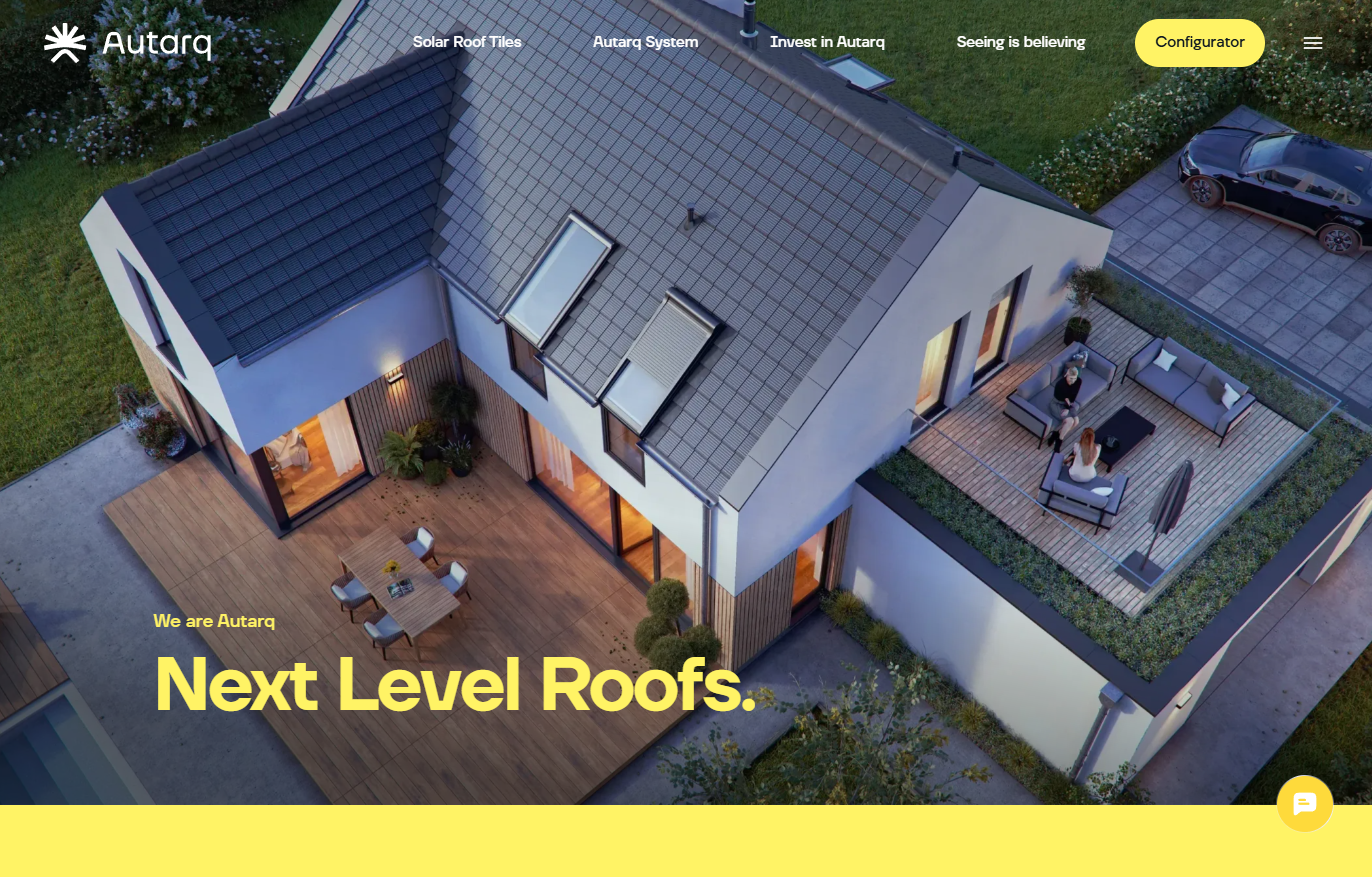 Autarq
Solar Roof Tiles
Autarq System
Invest in Autarq
Seeing is believing
Configurator
We are Autarq
Next Level Roofs.